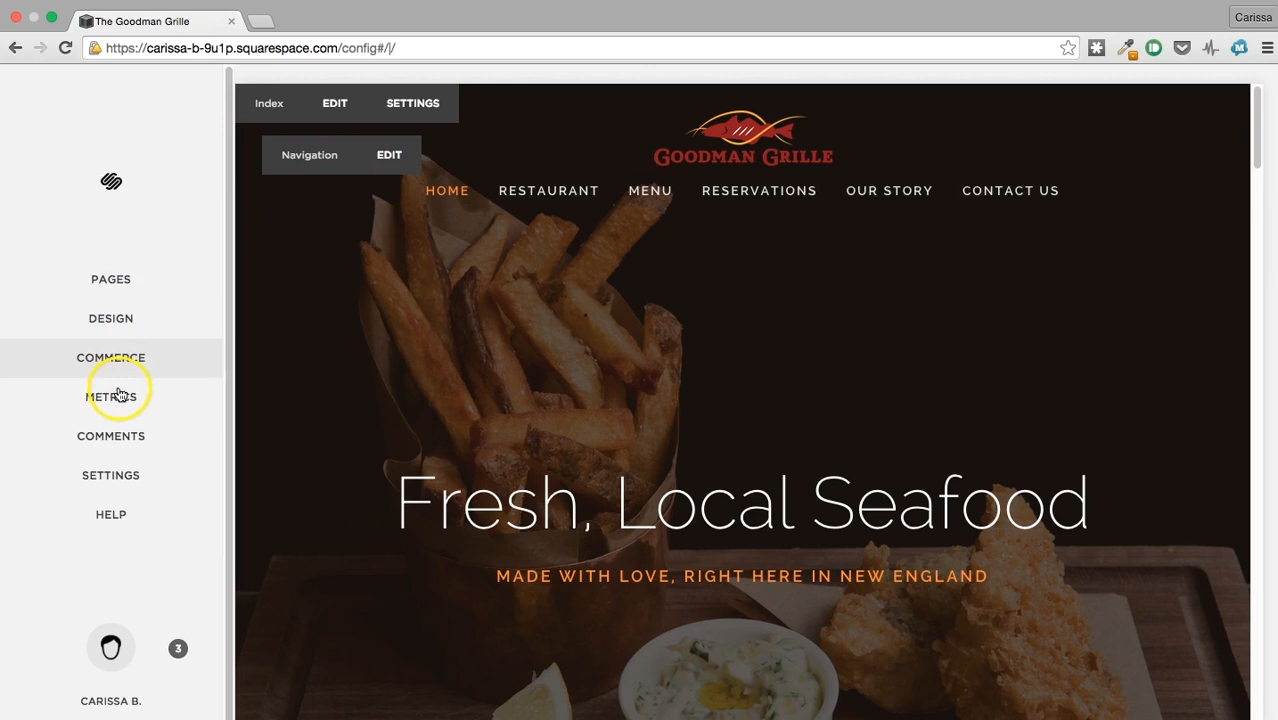 The Goodman Grille
Carissa
https://carissa-b-9u1p.squarespace.com/config#/|/
Index EDIT SETTINGS
Navigation EDIT
GOODMAN GRILLE
HOME RESTAURANT MENU RESERVATIONS OUR STORY CONTACT US
PAGES
DESIGN
COMMERCE
METRICS
COMMENTS
SETTINGS
HELP
Fresh, Local Seafood
MADE WITH LOVE, RIGHT HERE IN NEW ENGLAND
3
CARISSA B.